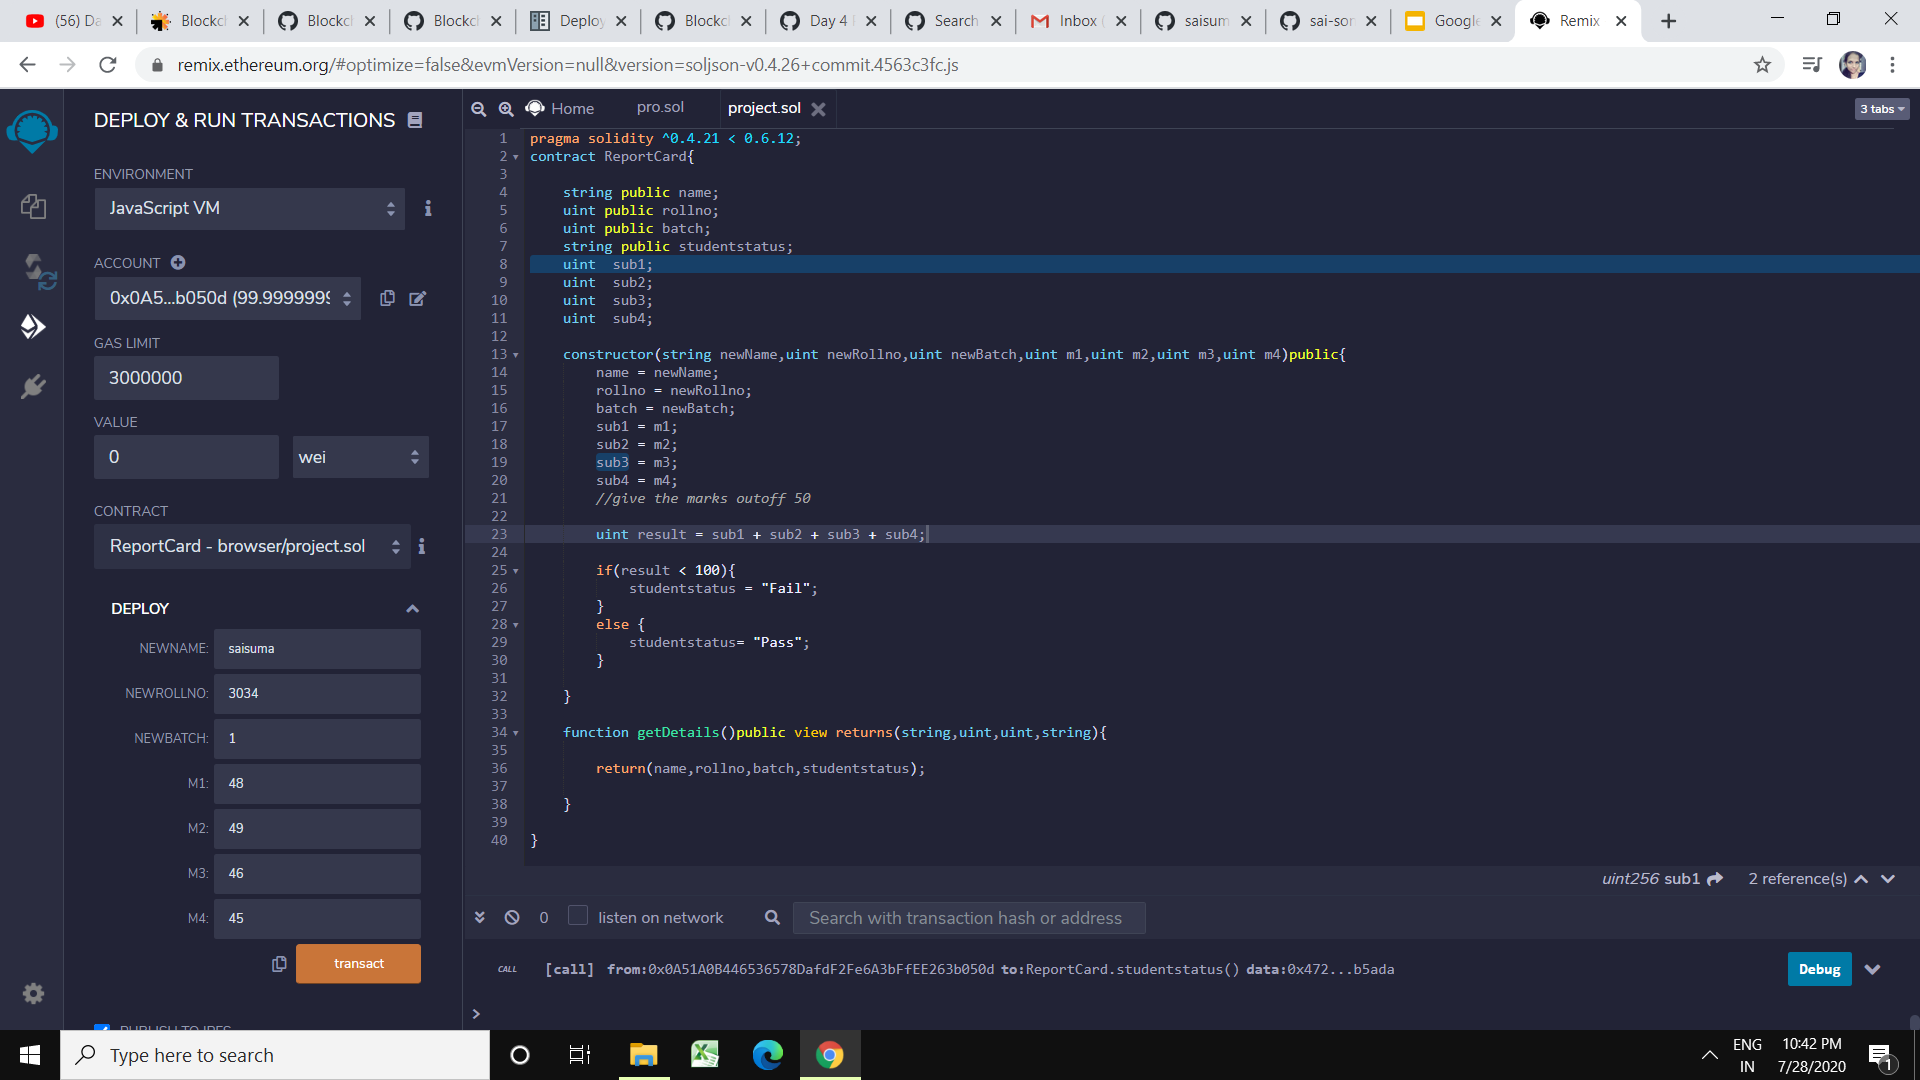 (56) Da
Blockch
Blockch
Blockch
Deploy
Blockch
Day 4 F
Search
Inbox (
saisum
sai-son
Google
Remix
remix.ethereum.org/#optimize=false&evmVersion=null&version=soljson-v0.4.26+commit.4563c3fc.js
DEPLOY & RUN TRANSACTIONS
Home
pro.sol
project.sol
3 tabs
ENVIRONMENT
JavaScript VM
ACCOUNT
0x0A5...b050d (99.9999999
GAS LIMIT
3000000
VALUE
0
wei
CONTRACT
ReportCard - browser/project.sol
DEPLOY
NEWNAME: saisuma
NEWROLLNO: 3034
NEWBATCH: 1
M1: 48
M2: 49
M3: 46
M4: 45
transact
PUBLISH TO IPFS
1 pragma solidity ^0.4.21 < 0.6.12;
2 contract ReportCard{
3
4 string public name;
5 uint public rollno;
6 uint public batch;
7 string public studentstatus;
8 uint  sub1;
9 uint  sub2;
10 uint  sub3;
11 uint  sub4;
12
13 constructor(string newName,uint newRollno,uint newBatch,uint m1,uint m2,uint m3,uint m4)public{
14 name = newName;
15 rollno = newRollno;
16 batch = newBatch;
17 sub1 = m1;
18 sub2 = m2;
19 sub3 = m3;
20 sub4 = m4;
21 //give the marks outoff 50
22
23 uint result = sub1 + sub2 + sub3 + sub4;
24
25 if(result < 100){
26 studentstatus = "Fail";
27 }
28 else {
29 studentstatus= "Pass";
30 }
31
32 }
33
34 function getDetails()public view returns(string,uint,uint,string){
35
36 return(name,rollno,batch,studentstatus);
37
38 }
39
40 }
uint256 sub1
2 reference(s)
0
listen on network
Search with transaction hash or address
CALL [call] from:0x0A51A0B446536578DafdF2Fe6A3bFfEE263b050d to:ReportCard.studentstatus() data:0x472...b5ada
Debug
>
Type here to search
ENG
IN
10:42 PM
7/28/2020
1